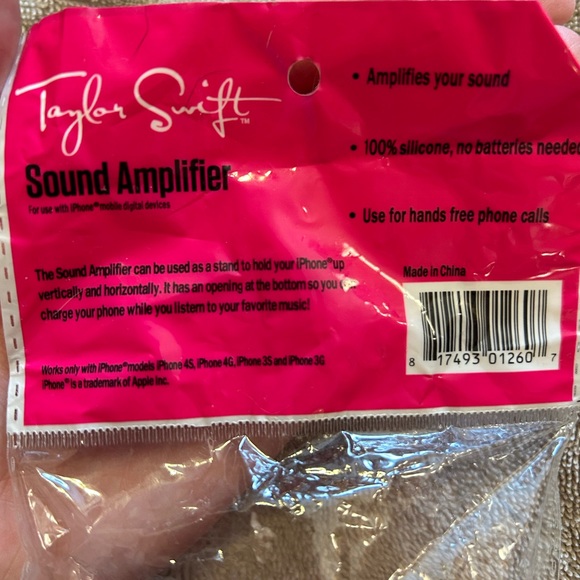 Taylor Swift™
Sound Amplifier
For use with iPhone® mobile digital devices
• Amplifies your sound
• 100% silicone, no batteries needed
• Use for hands free phone calls
The Sound Amplifier can be used as a stand to hold your iPhone® up
vertically and horizontally. It has an opening at the bottom so you
charge your phone while you listern to your favorite music!
Works only with iPhone® models iPhone 4S, iPhone 4G, iPhone 3S and iPhone 3G
iPhone® is a trademark of Apple Inc.
Made in China
8 17493 01260 7